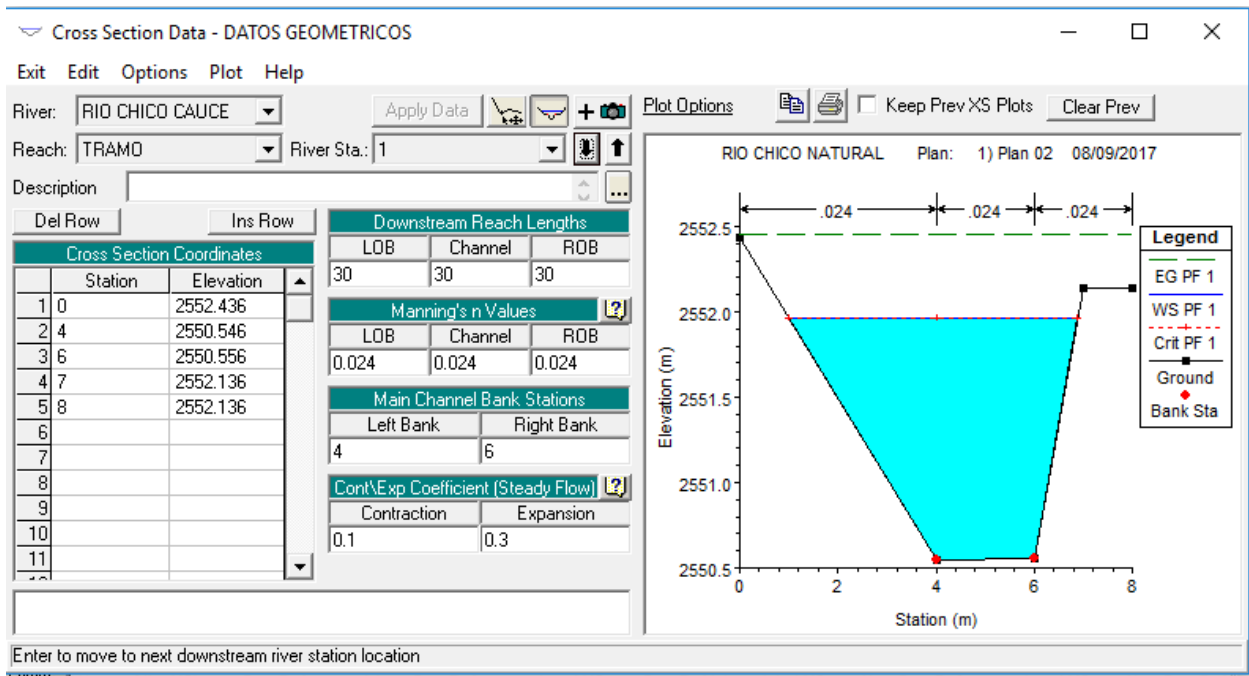 Cross Section Data - DATOS GEOMETRICOS
Exit Edit Options Plot Help
River: RIO CHICO CAUCE Apply Data
Reach: TRAMO River Sta.: 1
Description ...
Del Row Ins Row
Cross Section Coordinates
Station Elevation
1 0 2552.436
2 4 2550.546
3 6 2550.556
4 7 2552.136
5 8 2552.136
6
7
8
9
10
11
Downstream Reach Lengths
LOB Channel ROB
30 30 30
Manning's n Values ?
LOB Channel ROB
0.024 0.024 0.024
Main Channel Bank Stations
Left Bank Right Bank
4 6
Cont\Exp Coefficient (Steady Flow) ?
Contraction Expansion
0.1 0.3
Plot Options Keep Prev XS Plots Clear Prev
RIO CHICO NATURAL Plan: 1) Plan 02 08/09/2017
.024 .024 .024
2552.5
2552.0
2551.5
2551.0
2550.5
Elevation (m)
0 2 4 6 8
Station (m)
Legend
EG PF 1
WS PF 1
Crit PF 1
Ground
Bank Sta
Enter to move to next downstream river station location